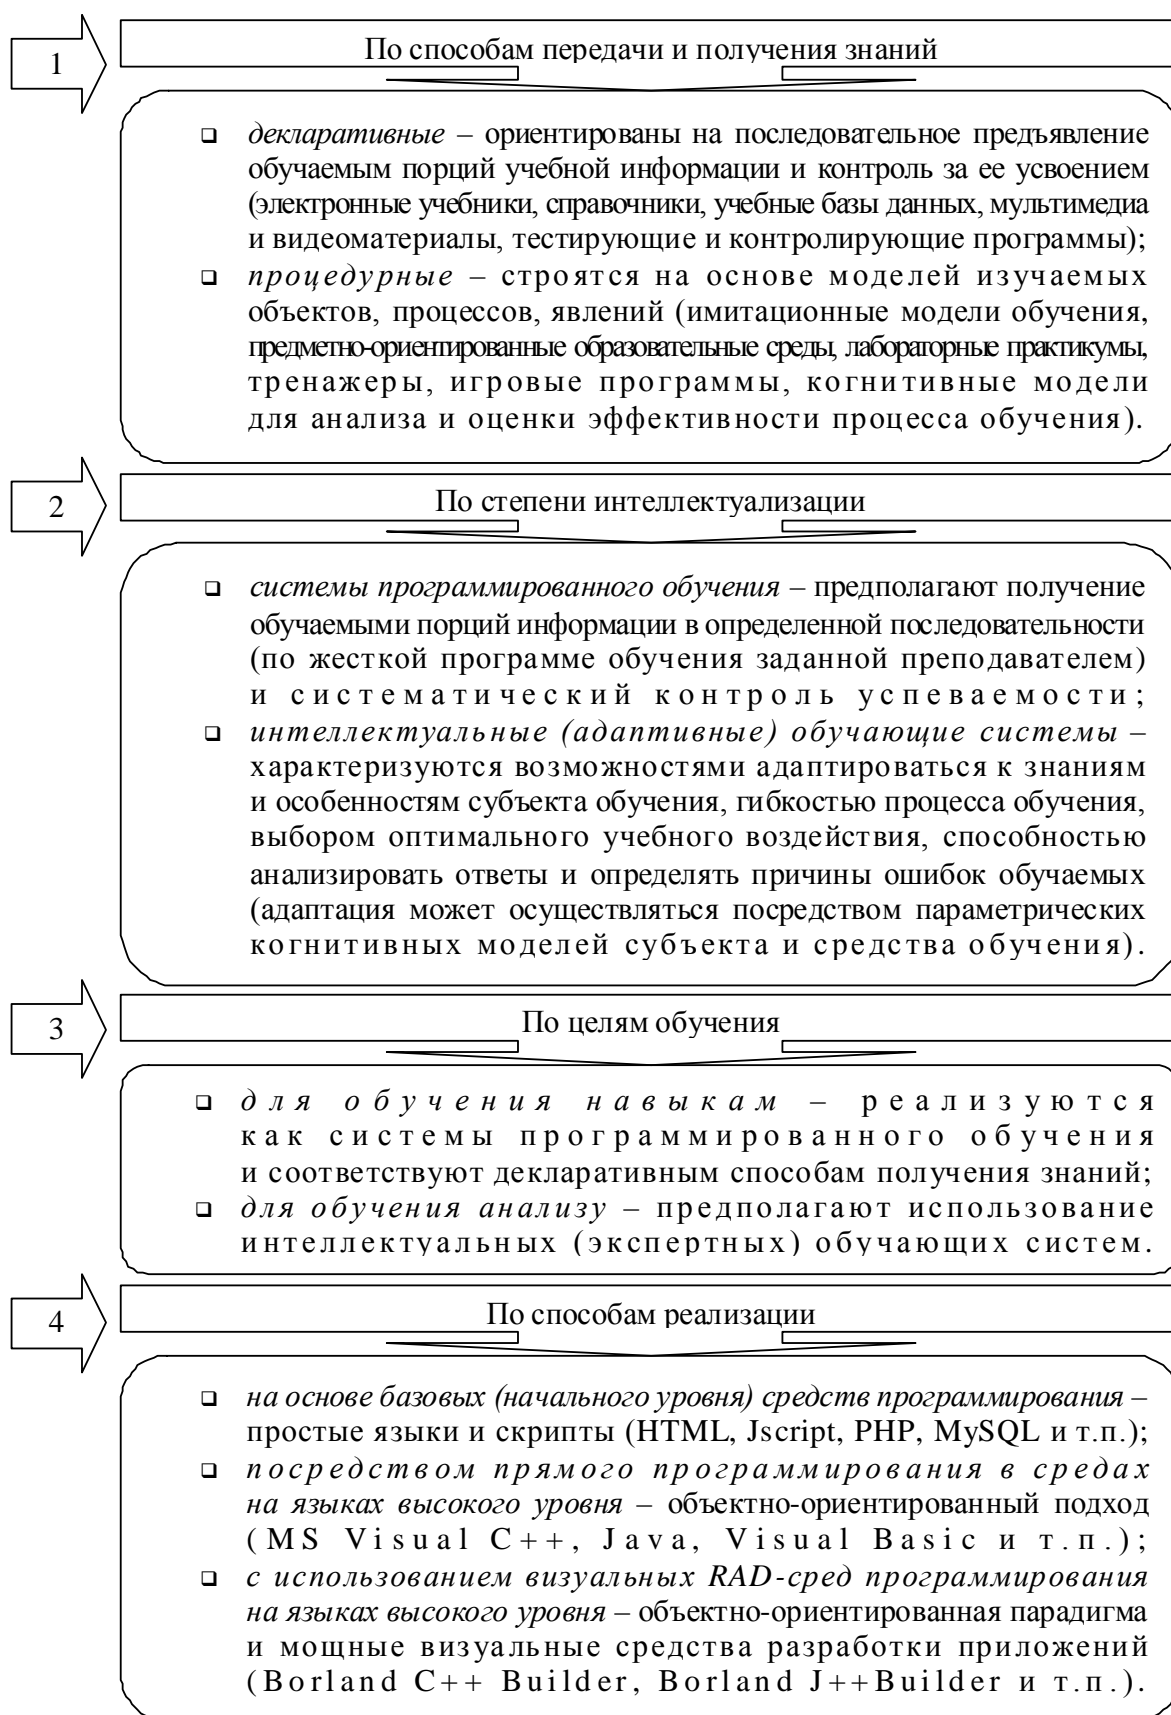 1
По способам передачи и получения знаний
❑ декларативные – ориентированы на последовательное предъявление
обучаемым порций учебной информации и контроль за ее усвоением
(электронные учебники, справочники, учебные базы данных, мультимедиа
и видеоматериалы, тестирующие и контролирующие программы);
❑ процедурные – строятся на основе моделей изучаемых
объектов, процессов, явлений (имитационные модели обучения,
предметно-ориентированные образовательные среды, лабораторные практикумы,
тренажеры, игровые программы, когнитивные модели
для анализа и оценки эффективности процесса обучения).
2
По степени интеллектуализации
❑ системы программированного обучения – предполагают получение
обучаемыми порций информации в определенной последовательности
(по жесткой программе обучения заданной преподавателем)
и систематический контроль успеваемости;
❑ интеллектуальные (адаптивные) обучающие системы –
характеризуются возможностями адаптироваться к знаниям
и особенностям субъекта обучения, гибкостью процесса обучения,
выбором оптимального учебного воздействия, способностью
анализировать ответы и определять причины ошибок обучаемых
(адаптация может осуществляться посредством параметрических
когнитивных моделей субъекта и средства обучения).
3
По целям обучения
❑ для обучения навыкам – реализуются
как системы программированного обучения
и соответствуют декларативным способам получения знаний;
❑ для обучения анализу – предполагают использование
интеллектуальных (экспертных) обучающих систем.
4
По способам реализации
❑ на основе базовых (начального уровня) средств программирования –
простые языки и скрипты (HTML, Jscript, PHP, MySQL и т.п.);
❑ посредством прямого программирования в средах
на языках высокого уровня – объектно-ориентированный подход
(MS Visual C++, Java, Visual Basic и т.п.);
❑ с использованием визуальных RAD-сред программирования
на языках высокого уровня – объектно-ориентированная парадигма
и мощные визуальные средства разработки приложений
(Borland C++ Builder, Borland J++Builder и т.п.).